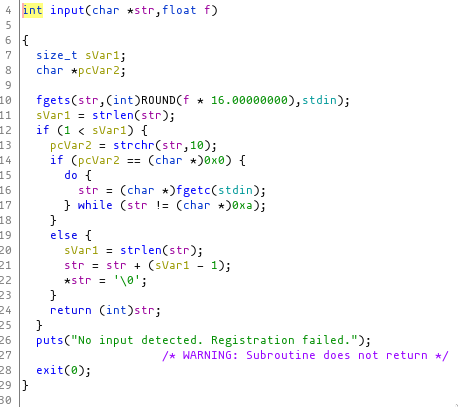 4 int input(char *str,float f)
5
6 {
7 size_t sVar1;
8 char *pcVar2;
9
10 fgets(str,(int)ROUND(f * 16.00000000),stdin);
11 sVar1 = strlen(str);
12 if (1 < sVar1) {
13 pcVar2 = strchr(str,10);
14 if (pcVar2 == (char *)0x0) {
15 do {
16 str = (char *)fgetc(stdin);
17 } while (str != (char *)0xa);
18 }
19 else {
20 sVar1 = strlen(str);
21 str = str + (sVar1 - 1);
22 *str = '\0';
23 }
24 return (int)str;
25 }
26 puts("No input detected. Registration failed.");
27 /* WARNING: Subroutine does not return */
28 exit(0);
29 }
30